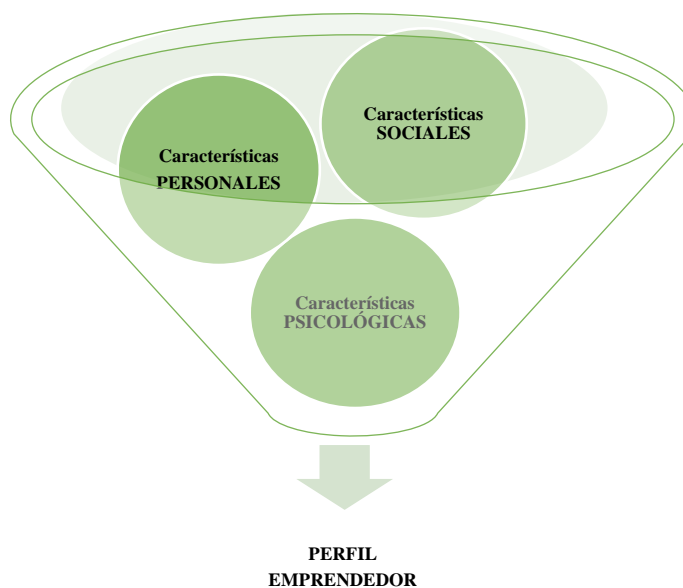 Características
SOCIALES
Características
PERSONALES
Características
PSICOLÓGICAS
PERFIL
EMPRENDEDOR